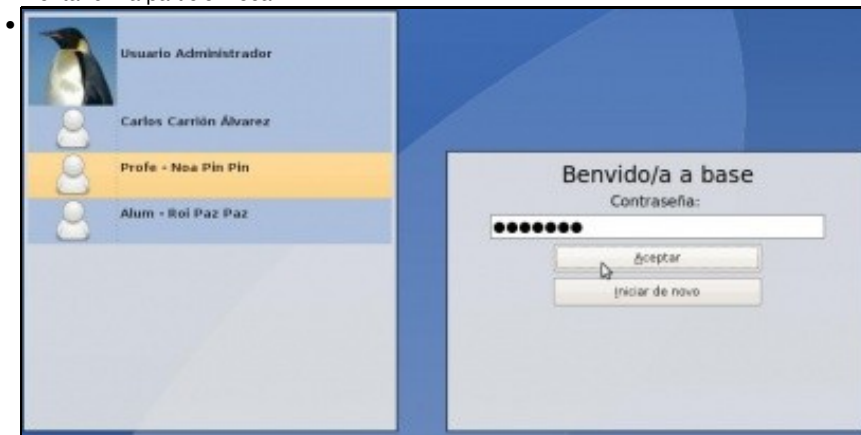 Usuario Administrador
Carlos Carrión Álvarez
Profe - Noa Pin Pin
Alum - Roi Paz Paz
Benvido/a a base
Contraseña:
●●●●●●●
Aceptar
Iniciar de novo